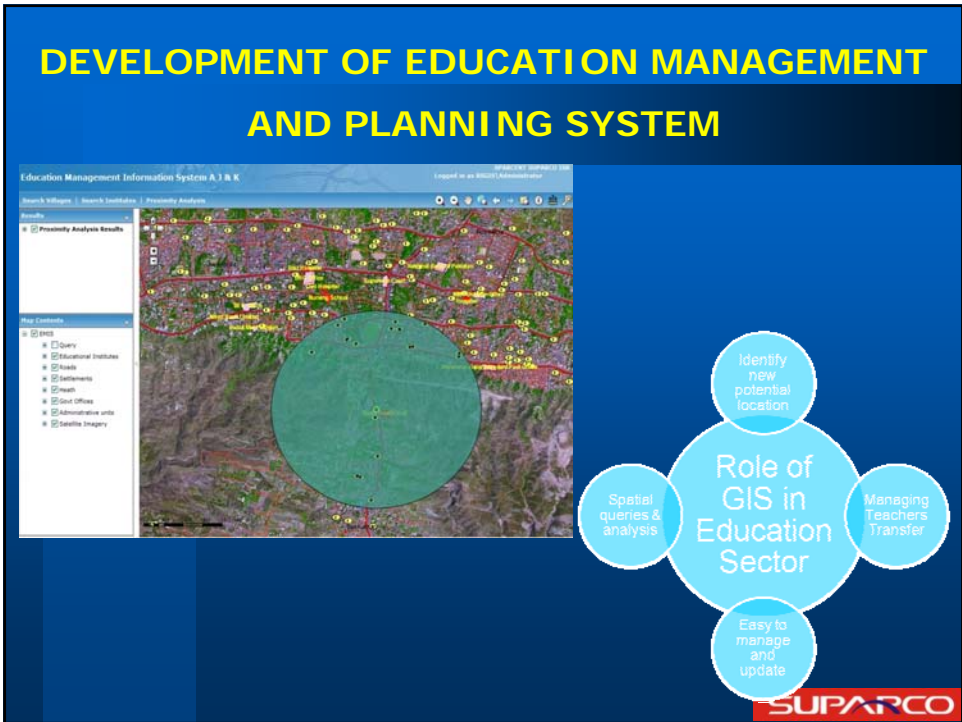 DEVELOPMENT OF EDUCATION MANAGEMENT
AND PLANNING SYSTEM
Education Management Information System A J & K
Search Villages | Search Institutes | Proximity Analysis
Results
Proximity Analysis Results
Map Contents
EMIS
Query
Educational Institutes
Roads
Settlements
Heath
Govt Offices
Administrative units
Satellite Imagery
Identify
new
potential
location
Role of
GIS in
Education
Sector
Spatial
queries &
analysis
Managing
Teachers
Transfer
Easy to
manage
and
update
SUPARCO